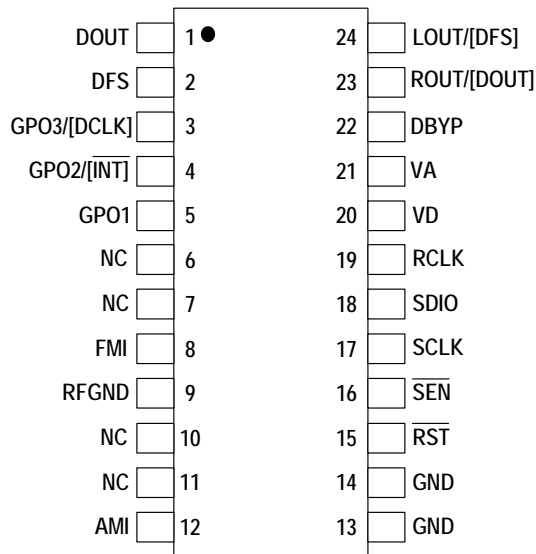 DOUT 1 24 LOUT/[DFS]
DFS 2 23 ROUT/[DOUT]
GPO3/[DCLK] 3 22 DBYP
GPO2/[INT] 4 21 VA
GPO1 5 20 VD
NC 6 19 RCLK
NC 7 18 SDIO
FMI 8 17 SCLK
RFGND 9 16 SEN
NC 10 15 RST
NC 11 14 GND
AMI 12 13 GND